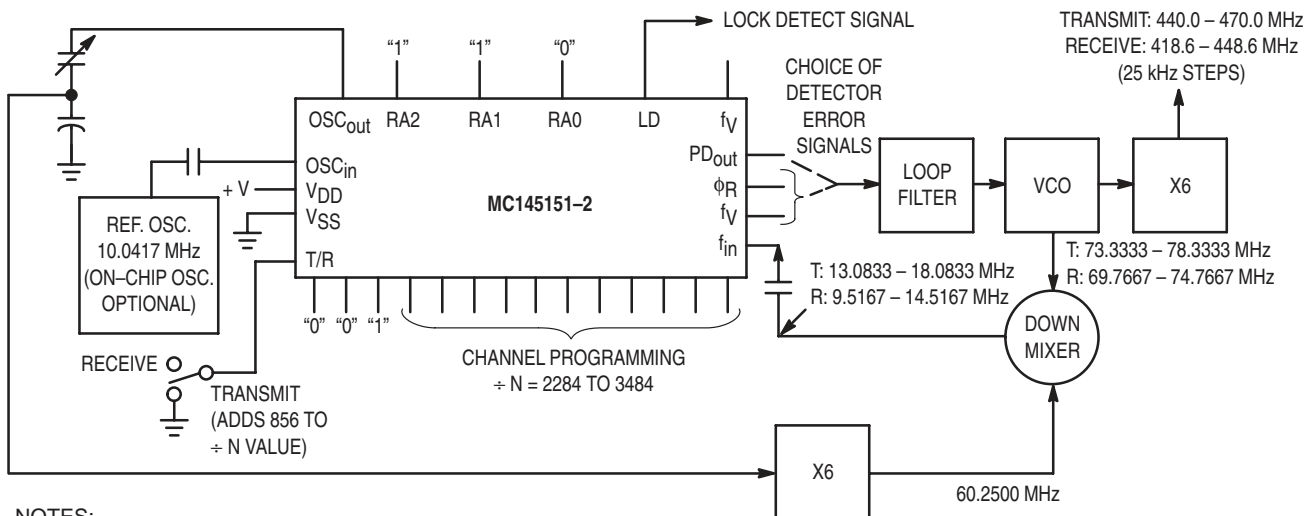 LOCK DETECT SIGNAL
TRANSMIT: 440.0 – 470.0 MHz
RECEIVE: 418.6 – 448.6 MHz
(25 kHz STEPS)
“1”
“1”
“0”
CHOICE OF
DETECTOR
ERROR
SIGNALS
OSCout
RA2
RA1
RA0
LD
fV
OSCin
+ V
VDD
VSS
T/R
MC145151–2
PDout
ϕR
fV
fin
LOOP
FILTER
VCO
X6
REF. OSC.
10.0417 MHz
(ON–CHIP OSC.
OPTIONAL)
T: 13.0833 – 18.0833 MHz
R: 9.5167 – 14.5167 MHz
T: 73.3333 – 78.3333 MHz
R: 69.7667 – 74.7667 MHz
“0”
“0”
“1”
DOWN
MIXER
CHANNEL PROGRAMMING
÷ N = 2284 TO 3484
RECEIVE
TRANSMIT
(ADDS 856 TO
÷ N VALUE)
X6
60.2500 MHz
NOTES: